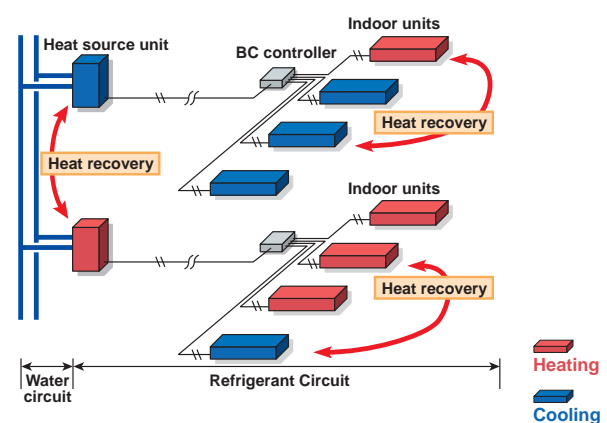 Indoor units
Heat source unit
BC controller
Heat recovery
Heat recovery
Indoor units
Heat recovery
Water
circuit
Refrigerant Circuit
Heating
Cooling